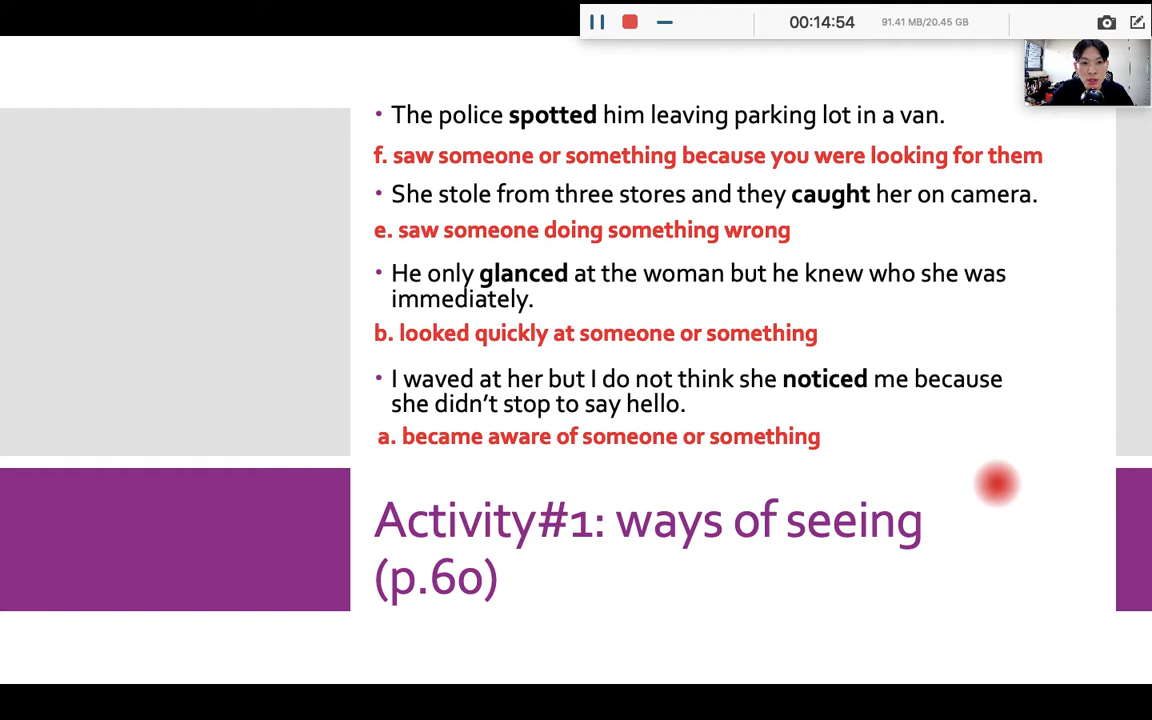 00:14:54
91.41 MB/20.45 GB
• The police spotted him leaving parking lot in a van.
f. saw someone or something because you were looking for them
• She stole from three stores and they caught her on camera.
e. saw someone doing something wrong
• He only glanced at the woman but he knew who she was
immediately.
b. looked quickly at someone or something
• I waved at her but I do not think she noticed me because
she didn’t stop to say hello.
a. became aware of someone or something
Activity#1: ways of seeing
(p.60)